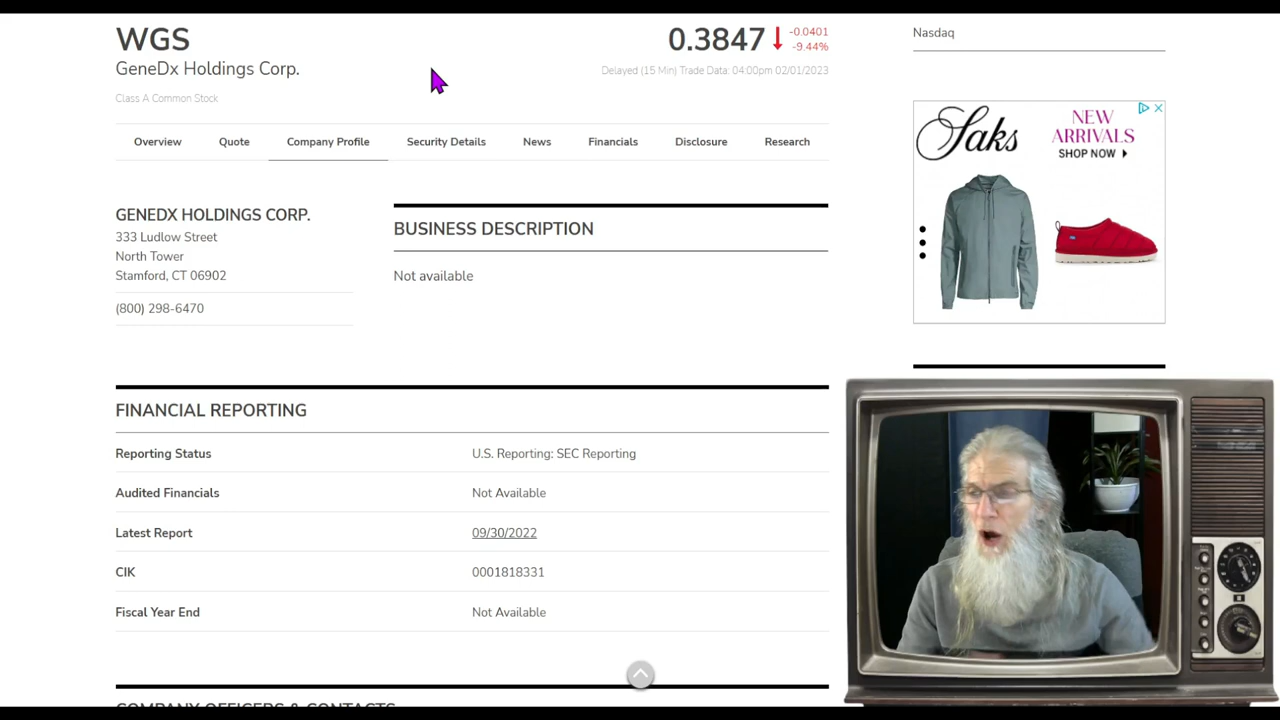 WGS
GeneDx Holdings Corp.
Class A Common Stock
0.3847
-0.0401
-9.44%
Delayed (15 Min) Trade Data: 04:00pm 02/01/2023
Nasdaq
Overview
Quote
Company Profile
Security Details
News
Financials
Disclosure
Research
GENEDX HOLDINGS CORP.
333 Ludlow Street
North Tower
Stamford, CT 06902
(800) 298-6470
BUSINESS DESCRIPTION
Not available
Saks
NEW
ARRIVALS
SHOP NOW
FINANCIAL REPORTING
Reporting Status
U.S. Reporting: SEC Reporting
Audited Financials
Not Available
Latest Report
09/30/2022
CIK
0001818331
Fiscal Year End
Not Available
COMPANY OFFICERS & CONTACTS